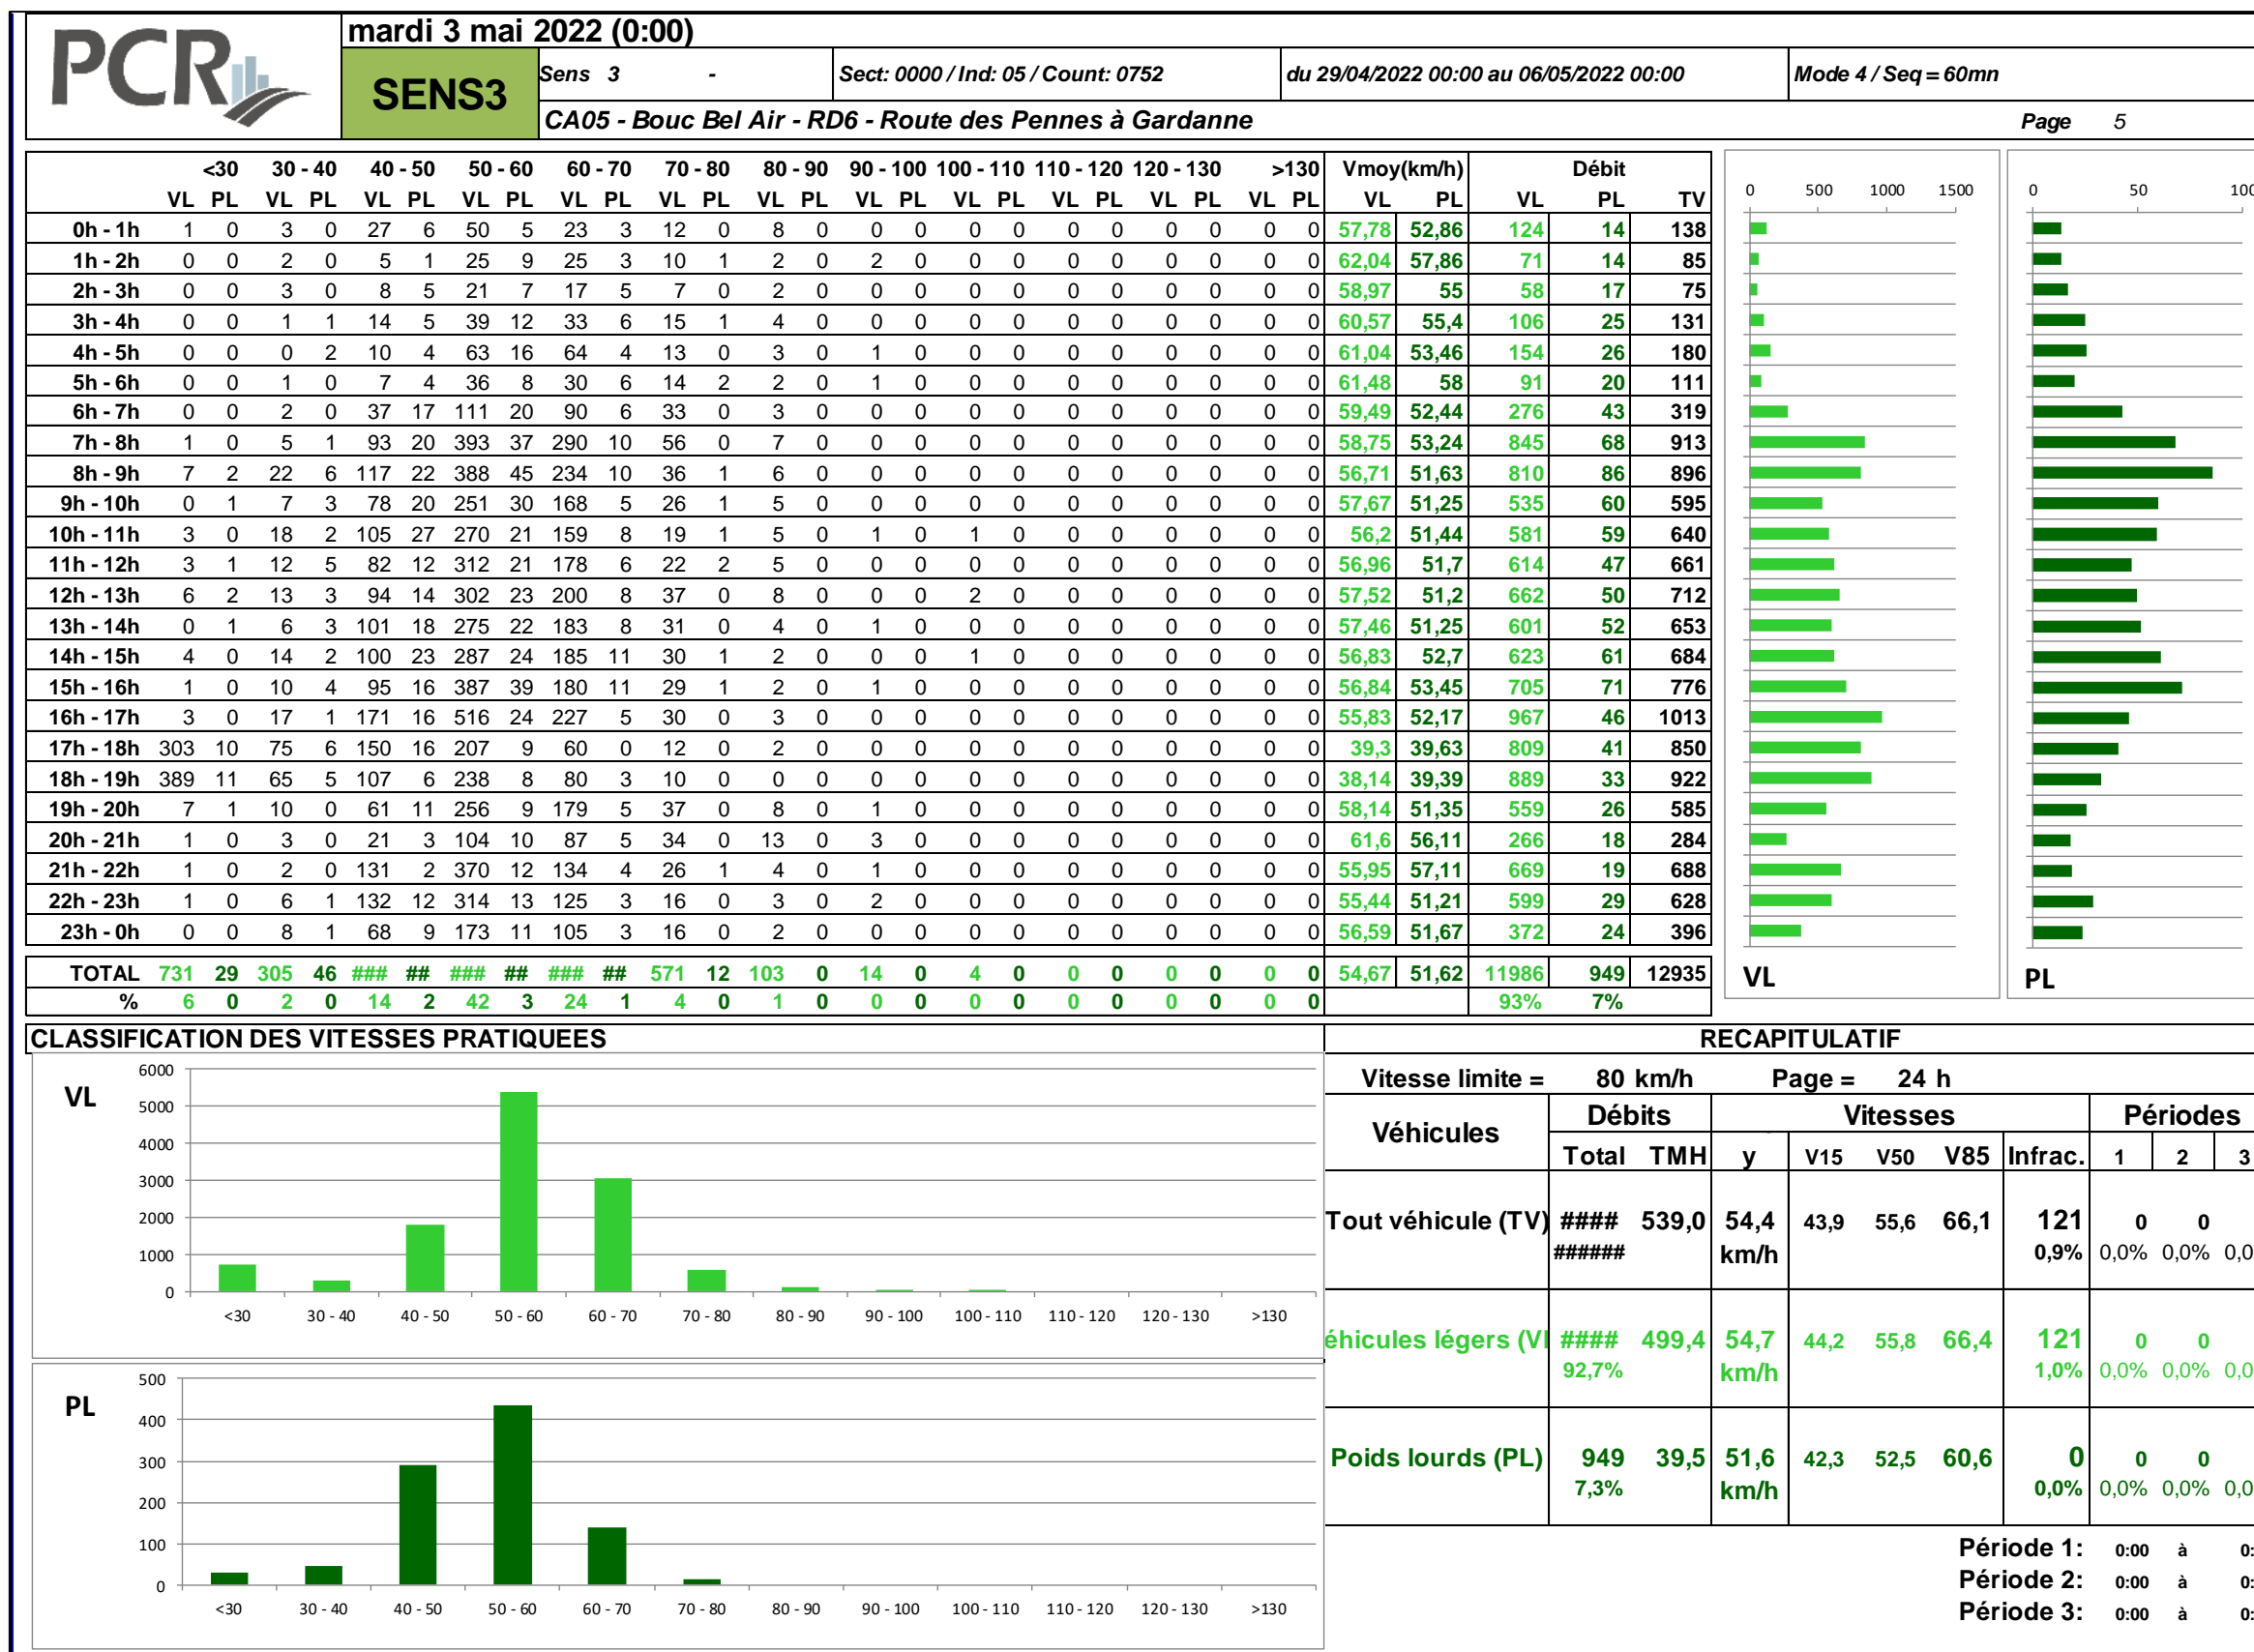 PCR
mardi 3 mai 2022 (0:00)
SENS3
Sens 3 - Sect: 0000 / Ind: 05 / Count: 0752 du 29/04/2022 00:00 au 06/05/2022 00:00 Mode 4 / Seq = 60mn
CA05 - Bouc Bel Air - RD6 - Route des Pennes à Gardanne Page 5
<30 30 - 40 40 - 50 50 - 60 60 - 70 70 - 80 80 - 90 90 - 100 100 - 110 110 - 120 120 - 130 >130 Vmoy(km/h) Débit
VL PL VL PL VL PL VL PL VL PL VL PL VL PL VL PL VL PL VL PL VL PL VL PL VL PL VL PL TV
0h - 1h 1 0 3 0 27 6 50 5 23 3 12 0 8 0 0 0 0 0 0 0 0 0 0 0 57,78 52,86 124 14 138
1h - 2h 0 0 2 0 5 1 25 9 25 3 10 1 2 0 2 0 0 0 0 0 0 0 0 0 62,04 57,86 71 14 85
2h - 3h 0 0 3 0 8 5 21 7 17 5 7 0 2 0 0 0 0 0 0 0 0 0 0 0 58,97 55 58 17 75
3h - 4h 0 0 1 1 14 5 39 12 33 6 15 1 4 0 0 0 0 0 0 0 0 0 0 0 60,57 55,4 106 25 131
4h - 5h 0 0 0 2 10 4 63 16 64 4 13 0 3 0 1 0 0 0 0 0 0 0 0 0 61,04 53,46 154 26 180
5h - 6h 0 0 1 0 7 4 36 8 30 6 14 2 2 0 1 0 0 0 0 0 0 0 0 0 61,48 58 91 20 111
6h - 7h 0 0 2 0 37 17 111 20 90 6 33 0 3 0 0 0 0 0 0 0 0 0 0 0 59,49 52,44 276 43 319
7h - 8h 1 0 5 1 93 20 393 37 290 10 56 0 7 0 0 0 0 0 0 0 0 0 0 0 58,75 53,24 845 68 913
8h - 9h 7 2 22 6 117 22 388 45 234 10 36 1 6 0 0 0 0 0 0 0 0 0 0 0 56,71 51,63 810 86 896
9h - 10h 0 1 7 3 78 20 251 30 168 5 26 1 5 0 0 0 0 0 0 0 0 0 0 0 57,67 51,25 535 60 595
10h - 11h 3 0 18 2 105 27 270 21 159 8 19 1 5 0 1 0 1 0 0 0 0 0 0 0 56,2 51,44 581 59 640
11h - 12h 3 1 12 5 82 12 312 21 178 6 22 2 5 0 0 0 0 0 0 0 0 0 0 0 56,96 51,7 614 47 661
12h - 13h 6 2 13 3 94 14 302 23 200 8 37 0 8 0 0 0 2 0 0 0 0 0 0 0 57,52 51,2 662 50 712
13h - 14h 0 1 6 3 101 18 275 22 183 8 31 0 4 0 1 0 0 0 0 0 0 0 0 0 57,46 51,25 601 52 653
14h - 15h 4 0 14 2 100 23 287 24 185 11 30 1 2 0 0 0 1 0 0 0 0 0 0 0 56,83 52,7 623 61 684
15h - 16h 1 0 10 4 95 16 387 39 180 11 29 1 2 0 1 0 0 0 0 0 0 0 0 0 56,84 53,45 705 71 776
16h - 17h 3 0 17 1 171 16 516 24 227 5 30 0 3 0 0 0 0 0 0 0 0 0 0 0 55,83 52,17 967 46 1013
17h - 18h 303 10 75 6 150 16 207 9 60 0 12 0 2 0 0 0 0 0 0 0 0 0 0 0 39,3 39,63 809 41 850
18h - 19h 389 11 65 5 107 6 238 8 80 3 10 0 0 0 0 0 0 0 0 0 0 0 0 0 38,14 39,39 889 33 922
19h - 20h 7 1 10 0 61 11 256 9 179 5 37 0 8 0 1 0 0 0 0 0 0 0 0 0 58,14 51,35 559 26 585
20h - 21h 1 0 3 0 21 3 104 10 87 5 34 0 13 0 3 0 0 0 0 0 0 0 0 0 61,6 56,11 266 18 284
21h - 22h 1 0 2 0 131 2 370 12 134 4 26 1 4 0 1 0 0 0 0 0 0 0 0 0 55,95 57,11 669 19 688
22h - 23h 1 0 6 1 132 12 314 13 125 3 16 0 3 0 2 0 0 0 0 0 0 0 0 0 55,44 51,21 599 29 628
23h - 0h 0 0 8 1 68 9 173 11 105 3 16 0 2 0 0 0 0 0 0 0 0 0 0 0 56,59 51,67 372 24 396
TOTAL 731 29 305 46 ### ## ### ## ### ## 571 12 103 0 14 0 4 0 0 0 0 0 0 0 54,67 51,62 11986 949 12935
% 6 0 2 0 14 2 42 3 24 1 4 0 1 0 0 0 0 0 0 0 0 0 0 0 93% 7%
0 500 1000 1500
VL
0 50 100
PL
CLASSIFICATION DES VITESSES PRATIQUEES
VL
6000
5000
4000
3000
2000
1000
0
<30 30 - 40 40 - 50 50 - 60 60 - 70 70 - 80 80 - 90 90 - 100 100 - 110 110 - 120 120 - 130 >130
PL
500
400
300
200
100
0
<30 30 - 40 40 - 50 50 - 60 60 - 70 70 - 80 80 - 90 90 - 100 100 - 110 110 - 120 120 - 130 >130
RECAPITULATIF
Vitesse limite = 80 km/h Page = 24 h
Véhicules Débits Vitesses Périodes
Total TMH y V15 V50 V85 Infrac. 1 2 3
Tout véhicule (TV) #### 539,0 54,4 43,9 55,6 66,1 121 0 0
###### km/h 0,9% 0,0% 0,0% 0,0
éhicules légers (VL #### 499,4 54,7 44,2 55,8 66,4 121 0 0
92,7% km/h 1,0% 0,0% 0,0% 0,0
Poids lourds (PL) 949 39,5 51,6 42,3 52,5 60,6 0 0 0
7,3% km/h 0,0% 0,0% 0,0% 0,0
Période 1: 0:00 à 0:
Période 2: 0:00 à 0:
Période 3: 0:00 à 0: